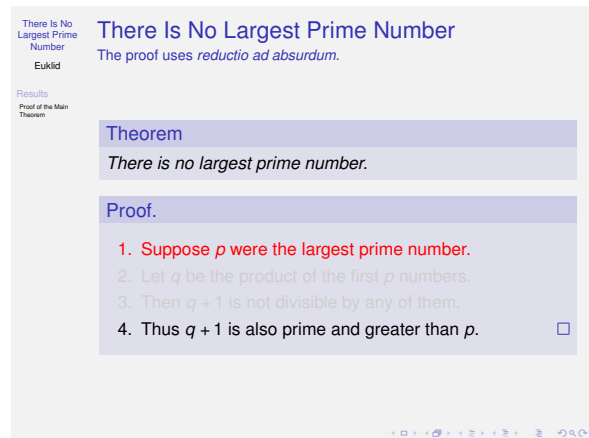 There Is No
Largest Prime
Number
Euklid
Results
Proof of the Main
Theorem
There Is No Largest Prime Number
The proof uses reductio ad absurdum.
Theorem
There is no largest prime number.
Proof.
1. Suppose p were the largest prime number.
2. Let q be the product of the first p numbers.
3. Then q + 1 is not divisible by any of them.
4. Thus q + 1 is also prime and greater than p.